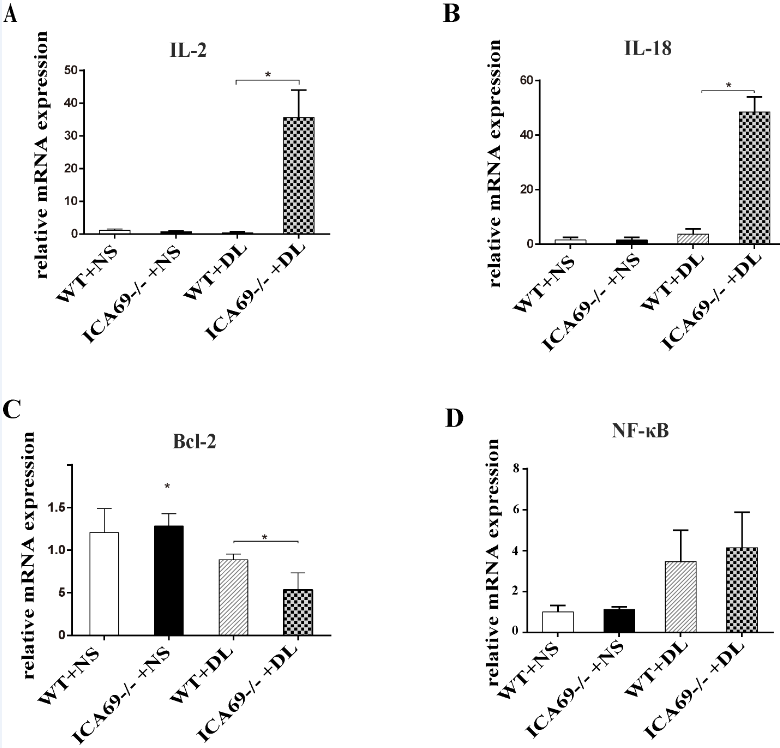 A
IL-2
relative mRNA expression
50
40
30
20
10
0
*
WT+NS
ICA69-/- +NS
WT+DL
ICA69-/- +DL
B
IL-18
relative mRNA expression
60
40
20
0
*
WT+NS
ICA69-/- +NS
WT+DL
ICA69-/- +DL
C
Bcl-2
relative mRNA expression
1.5
1.0
5
0
*
*
WT+NS
ICA69-/- +NS
WT+DL
ICA69-/- +DL
D
NF-κB
relative mRNA expression
8
6
4
2
0
WT+NS
ICA69-/- +NS
WT+DL
ICA69-/- +DL